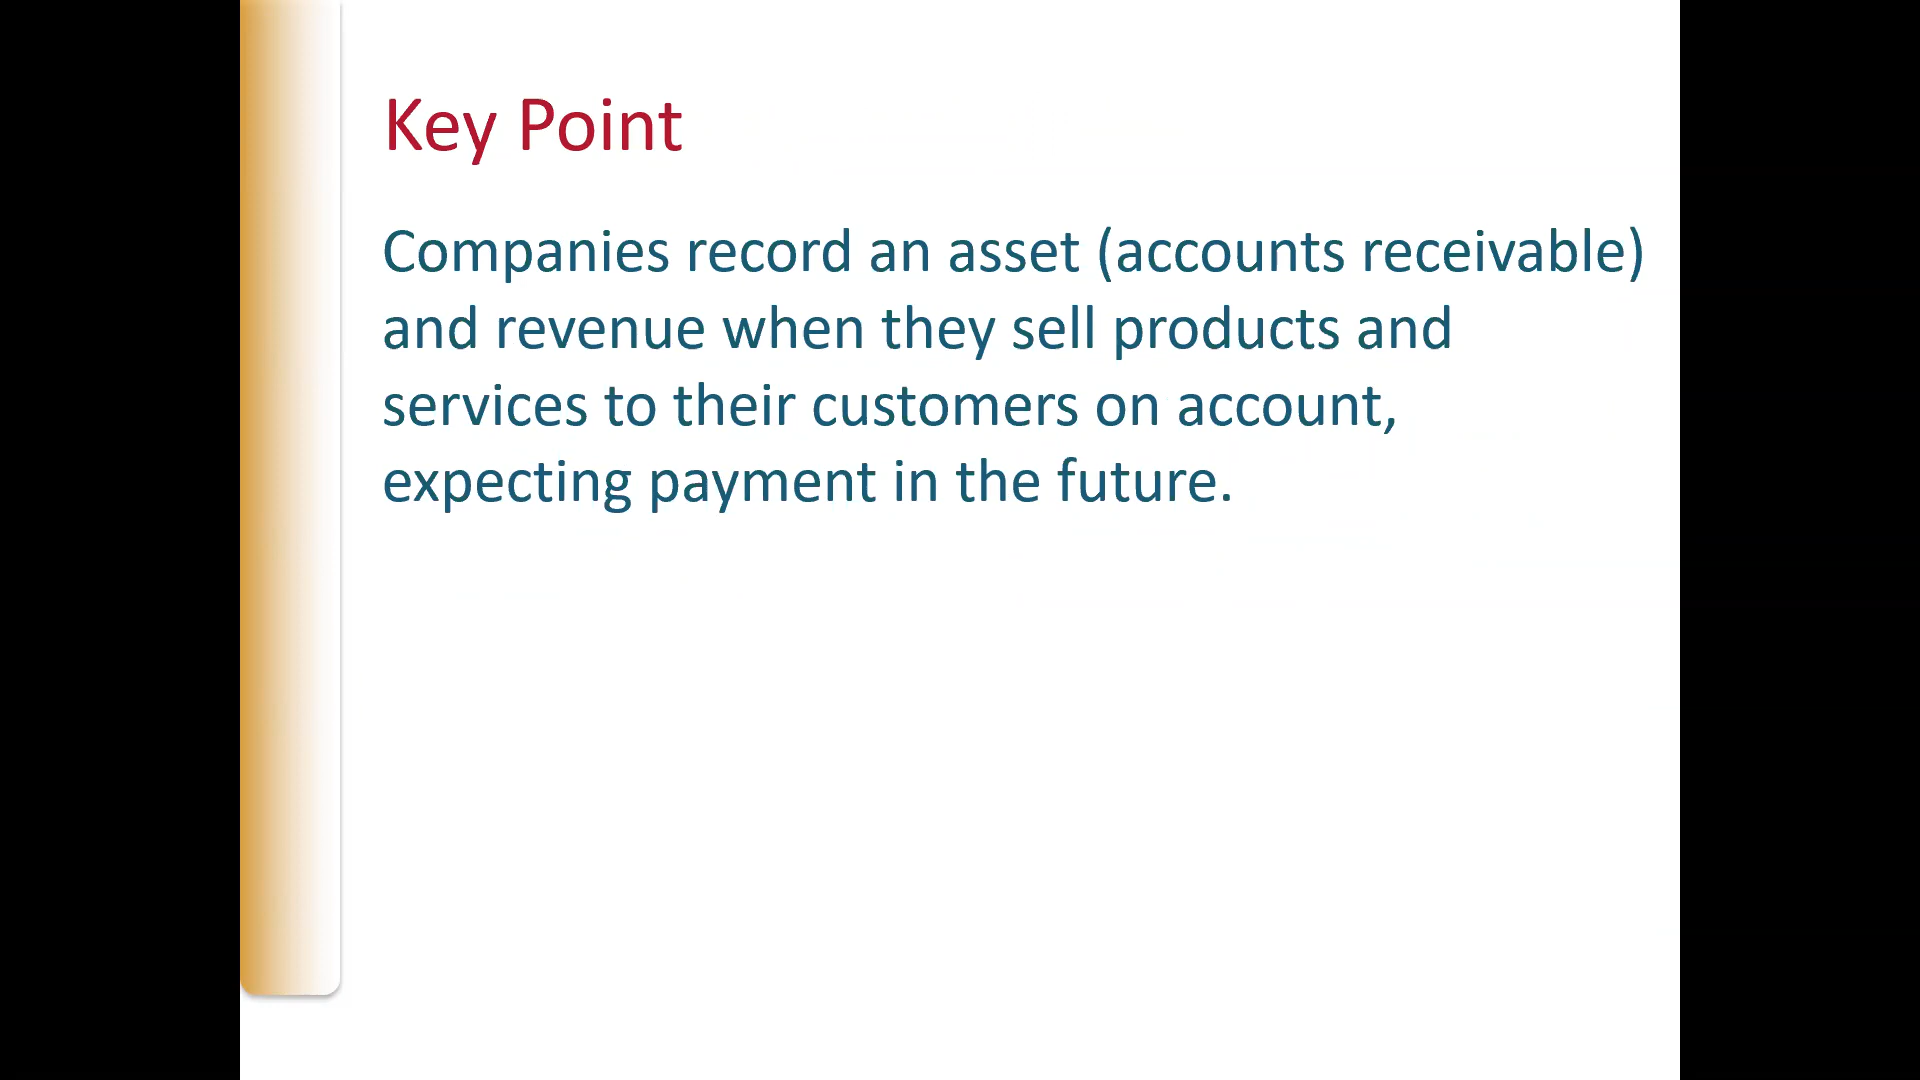 Key Point
Companies record an asset (accounts receivable)
and revenue when they sell products and
services to their customers on account,
expecting payment in the future.